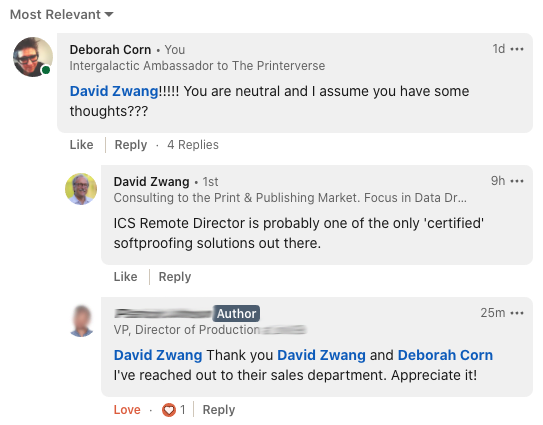 Most Relevant
Deborah Corn • You 1d
Intergalactic Ambassador to The Printerverse
David Zwang!!!!! You are neutral and I assume you have some
thoughts???
Like Reply · 4 Replies
David Zwang • 1st 9h
Consulting to the Print & Publishing Market. Focus in Data Dr...
ICS Remote Director is probably one of the only 'certified'
softproofing solutions out there.
Like Reply
Author 25m
VP, Director of Production
David Zwang Thank you David Zwang and Deborah Corn
I've reached out to their sales department. Appreciate it!
Love · 1 Reply